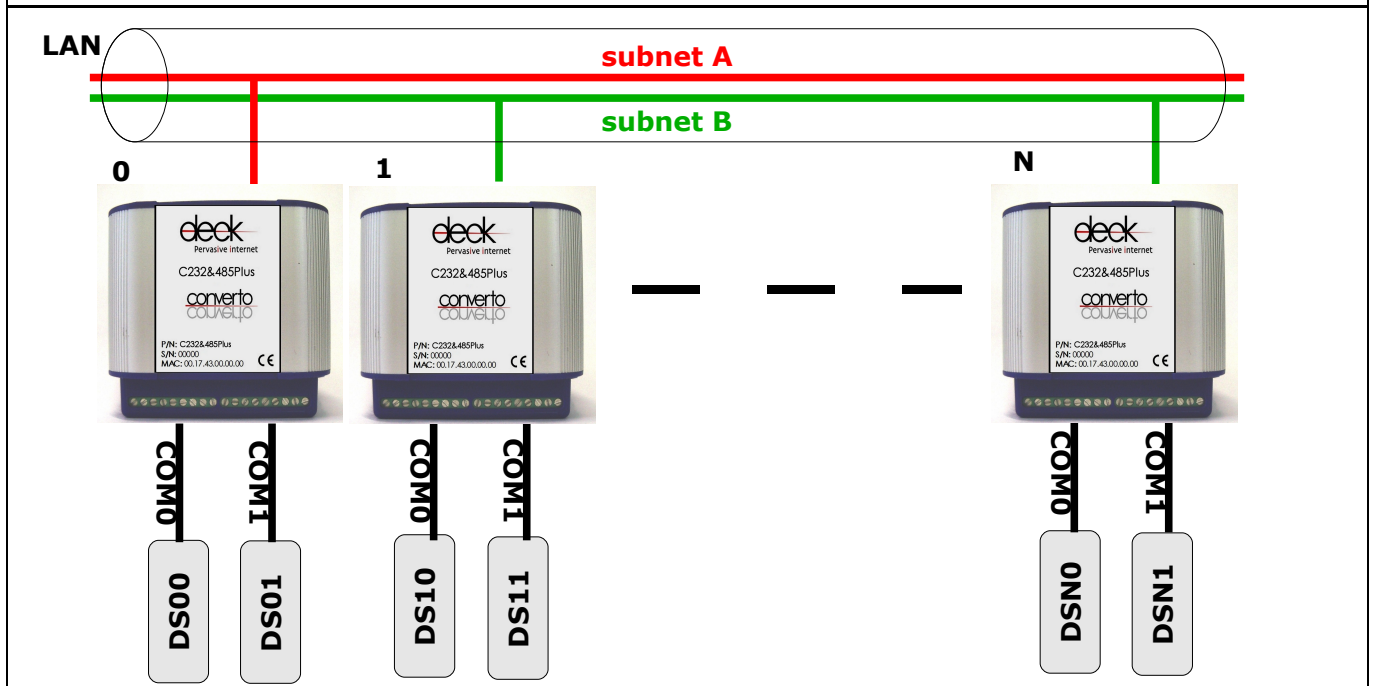 LAN
subnet A
subnet B
0
1
N
deck
Pervasive internet
C232&485Plus
converto
converto
P/N: C232&485Plus
S/N: 00000
MAC: 00.17.43.00.00.00
CE
deck
Pervasive internet
C232&485Plus
converto
converto
P/N: C232&485Plus
S/N: 00000
MAC: 00.17.43.00.00.00
CE
deck
Pervasive internet
C232&485Plus
converto
converto
P/N: C232&485Plus
S/N: 00000
MAC: 00.17.43.00.00.00
CE
COM0
COM1
COM0
COM1
COM0
COM1
DS00
DS01
DS10
DS11
DSN0
DSN1